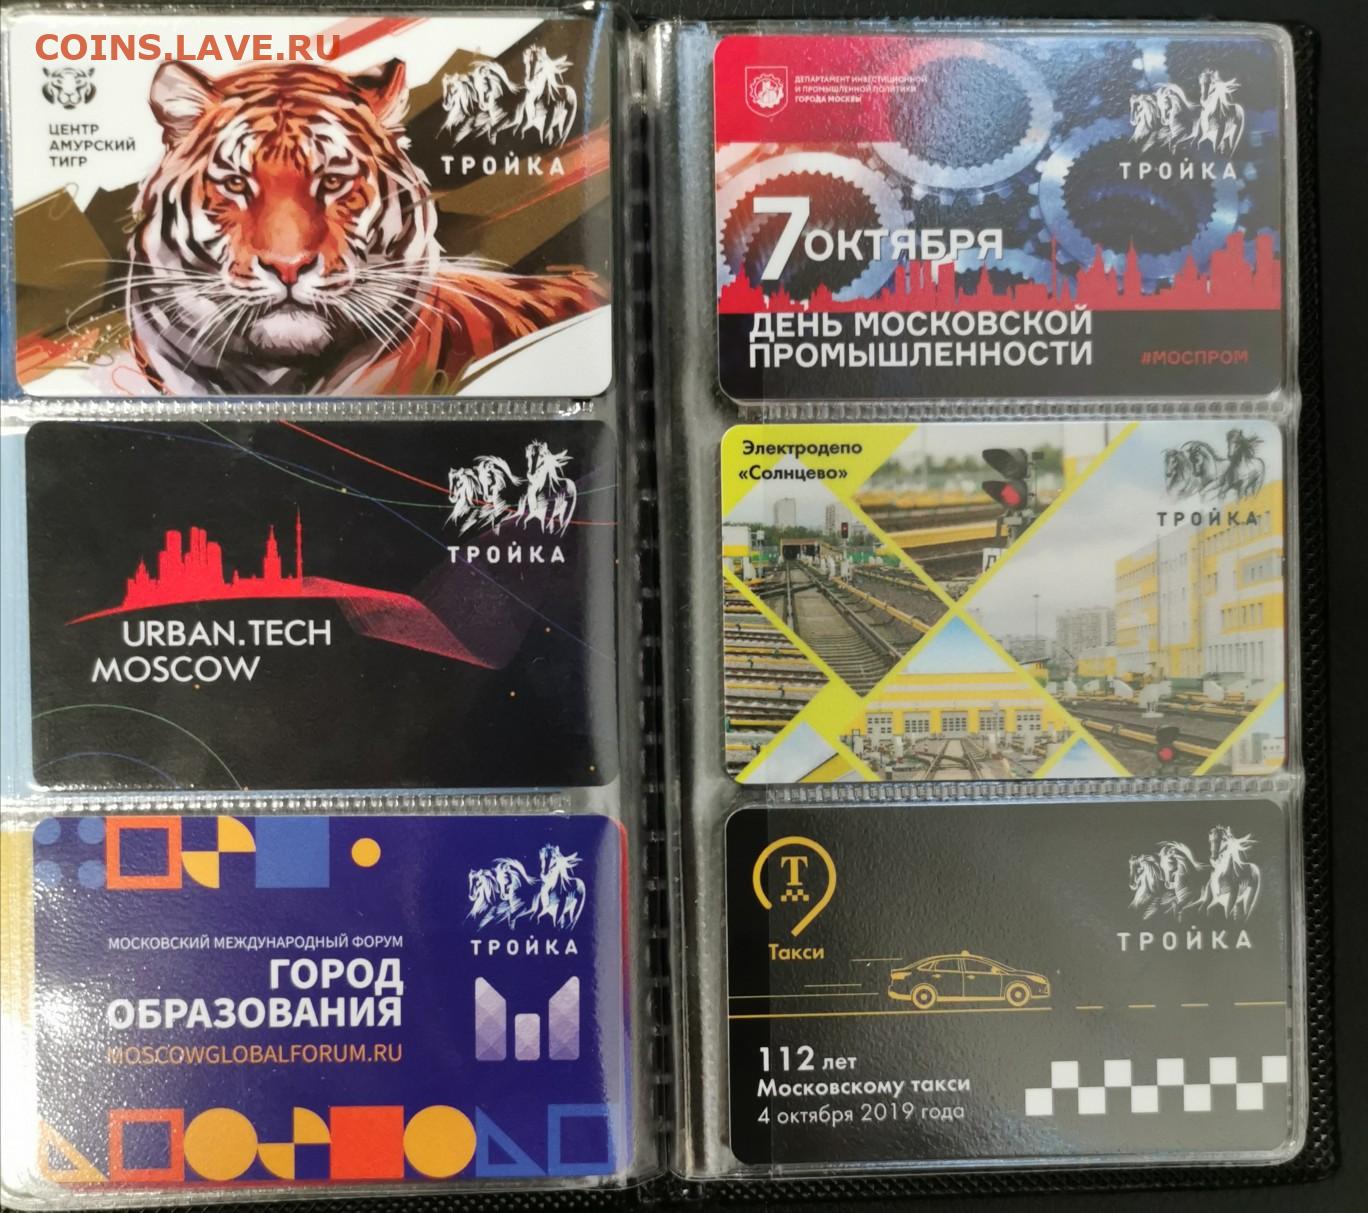 COINS.LAVE.RU
ЦЕНТР
АМУРСКИЙ
ТИГР
ТРОЙКА
URBAN.TECH
MOSCOW
ТРОЙКА
МОСКОВСКИЙ МЕЖДУНАРОДНЫЙ ФОРУМ
ГОРОД
ОБРАЗОВАНИЯ
MOSCOWGLOBALFORUM.RU
ТРОЙКА
ДЕПАРТАМЕНТ ИНВЕСТИЦИОННОЙ
И ПРОМЫШЛЕННОЙ ПОЛИТИКИ
ГОРОДА МОСКВЫ
ТРОЙКА
7 ОКТЯБРЯ
ДЕНЬ МОСКОВСКОЙ
ПРОМЫШЛЕННОСТИ
#МОСПРОМ
Электродепо
«Солнцево»
ТРОЙКА
Т
Такси
ТРОЙКА
112 лет
Московскому такси
4 октября 2019 года